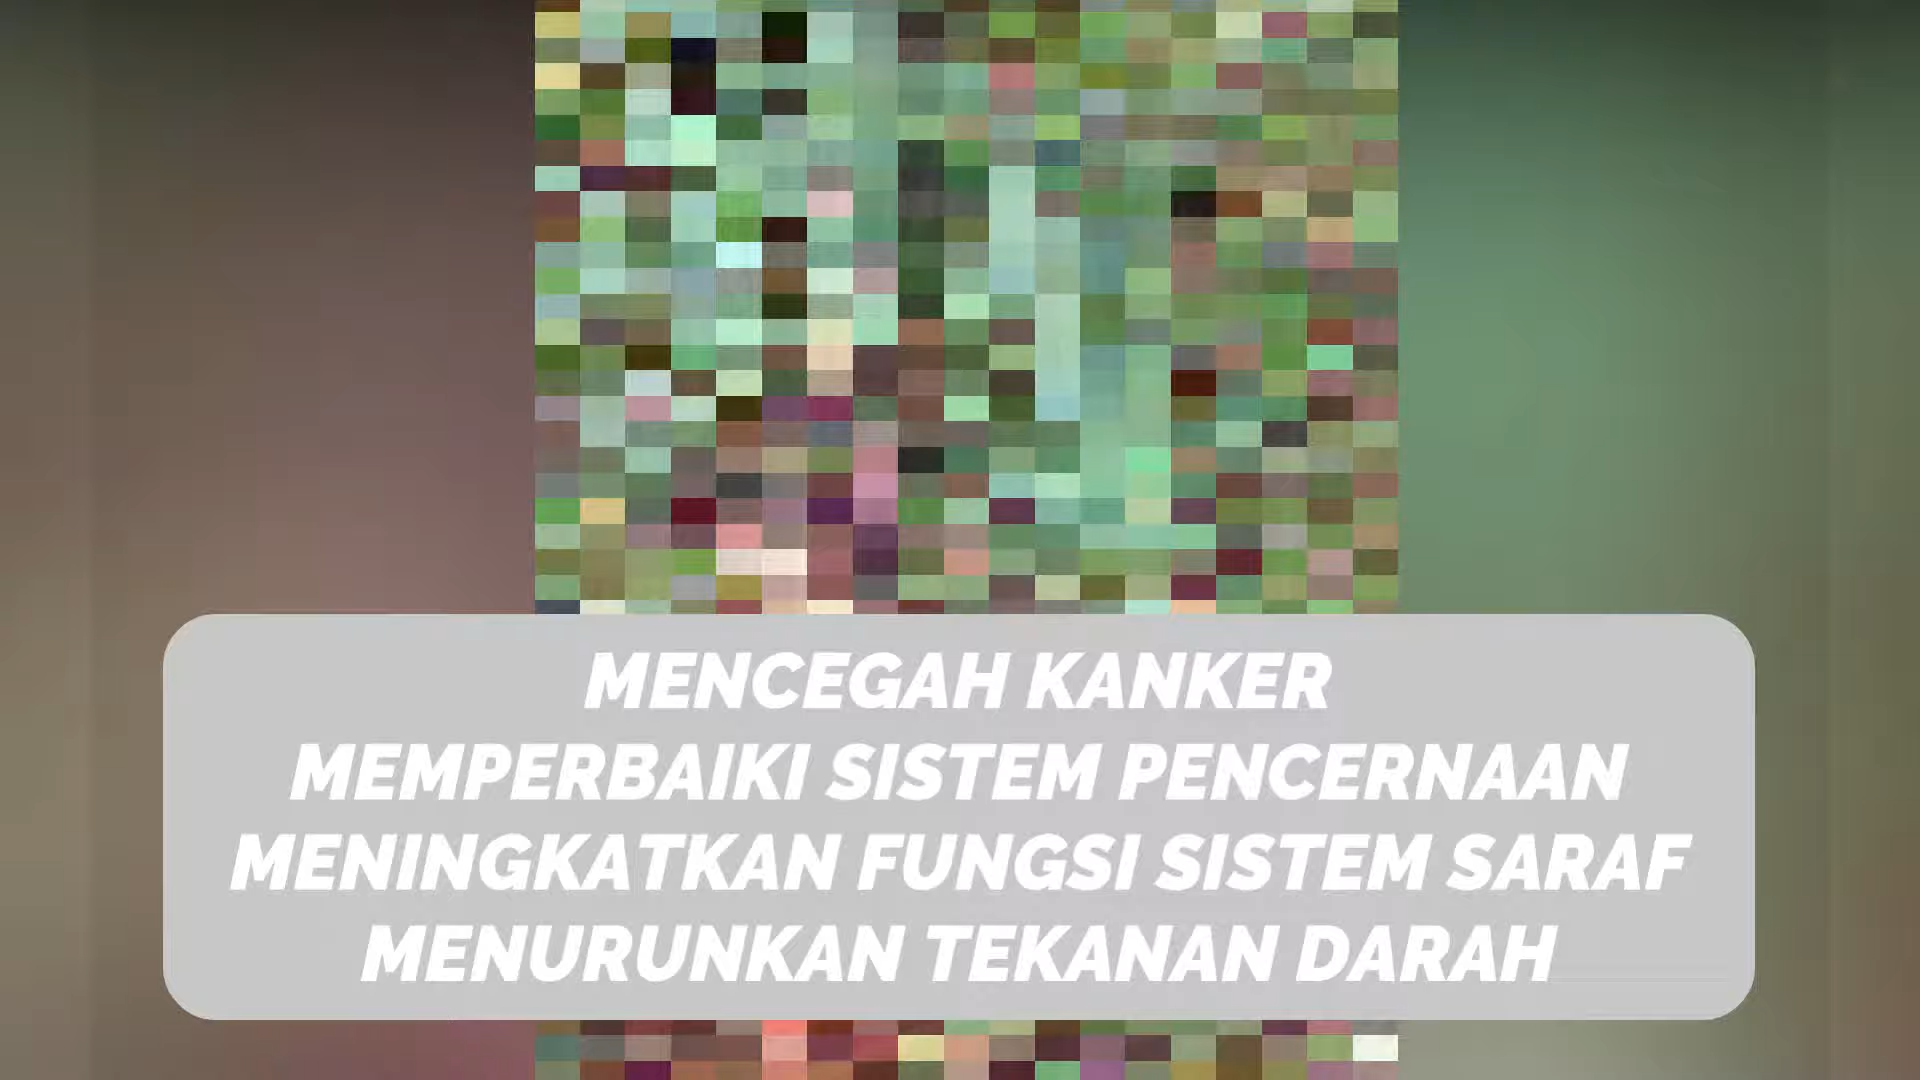 MENCEGAH KANKER
MEMPERBAIKI SISTEM PENCERNAAN
MENINGKATKAN FUNGSI SISTEM SARAF
MENURUNKAN TEKANAN DARAH